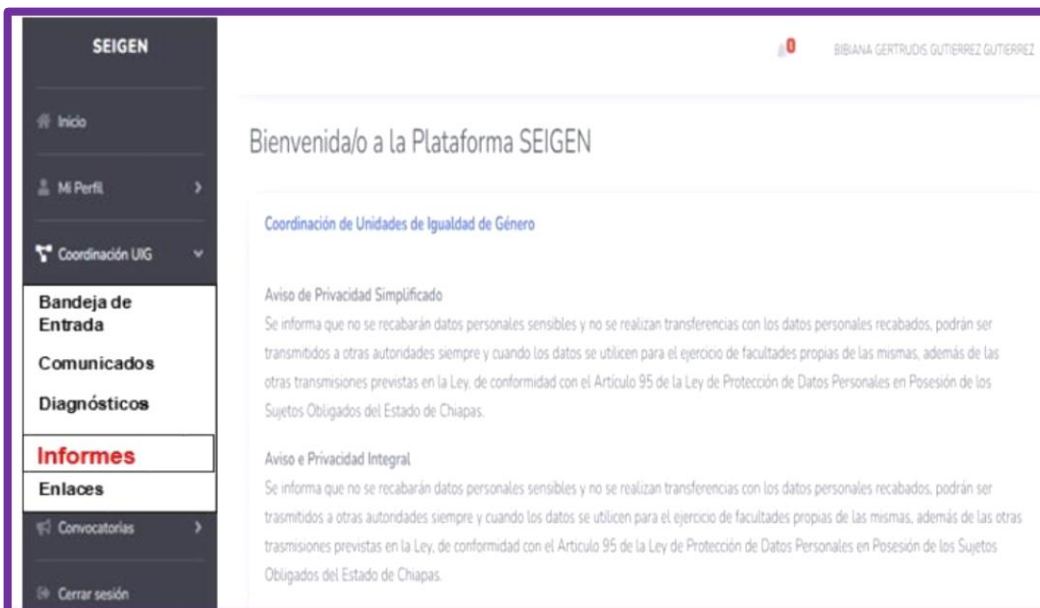 SEIGEN
0
BIBIANA GERTRUDIS GUTIERREZ GUTIERREZ
Inicio
Mi Perfil
Coordinación UIG
Bandeja de
Entrada
Comunicados
Diagnósticos
Informes
Enlaces
Convocatorias
Cerrar sesión
Bienvenida/o a la Plataforma SEIGEN
Coordinación de Unidades de Igualdad de Género
Aviso de Privacidad Simplificado
Se informa que no se recabarán datos personales sensibles y no se realizan transferencias con los datos personales recabados, podrán ser
transmitidos a otras autoridades siempre y cuando los datos se utilicen para el ejercicio de facultades propias de las mismas, además de las
otras transmisiones previstas en la Ley, de conformidad con el Artículo 95 de la Ley de Protección de Datos Personales en Posesión de los
Sujetos Obligados del Estado de Chiapas.
Aviso e Privacidad Integral
Se informa que no se recabarán datos personales sensibles y no se realizan transferencias con los datos personales recabados, podrán ser
trasmitidos a otras autoridades siempre y cuando los datos se utilicen para el ejercicio de facultades propias de las mismas, además de las otras
trasmisiones previstas en la Ley, de conformidad con el Articulo 95 de la Ley de Protección de Datos Personales en Posesión de los Sujetos
Obligados del Estado de Chiapas.